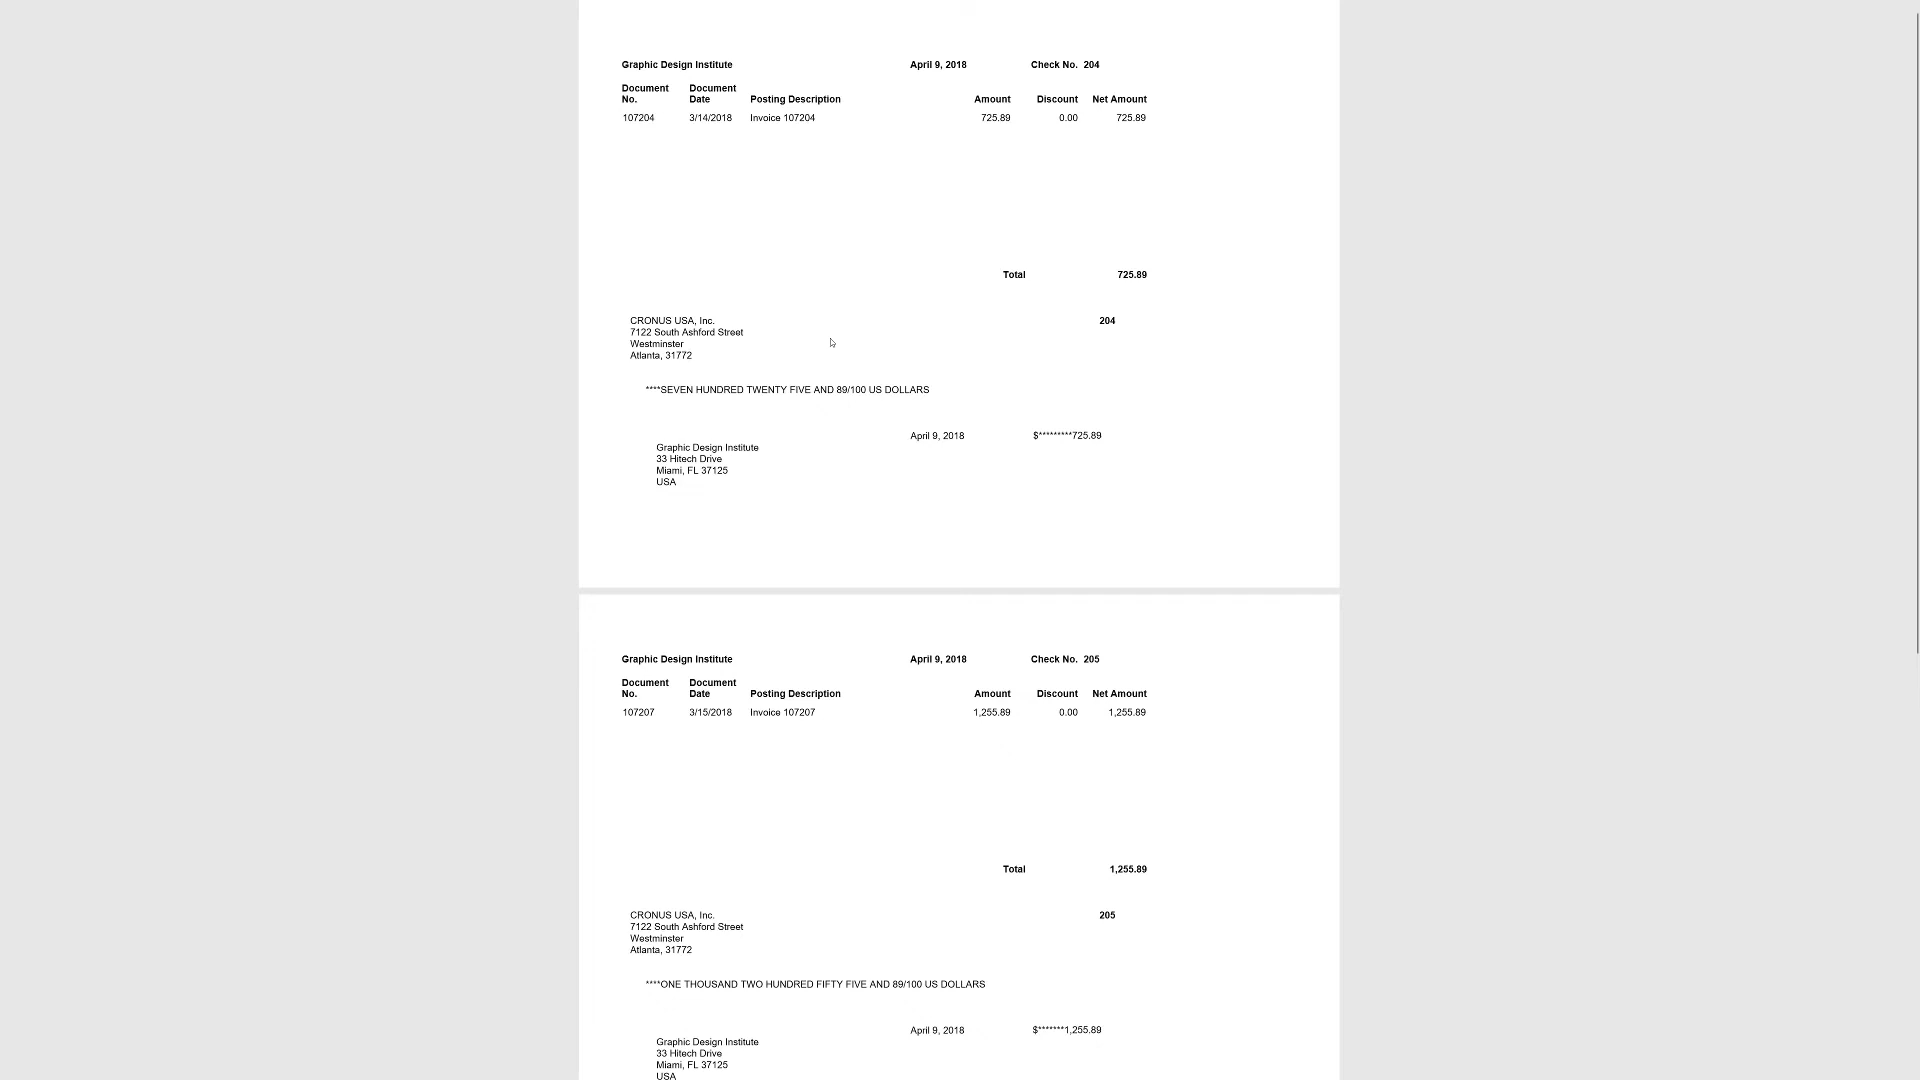 Graphic Design Institute April 9, 2018 Check No. 204
Document Document
No. Date Posting Description Amount Discount Net Amount
107204 3/14/2018 Invoice 107204 725.89 0.00 725.89
Total 725.89
CRONUS USA, Inc. 204
7122 South Ashford Street
Westminster
Atlanta, 31772
****SEVEN HUNDRED TWENTY FIVE AND 89/100 US DOLLARS
April 9, 2018 $*********725.89
Graphic Design Institute
33 Hitech Drive
Miami, FL 37125
USA
Graphic Design Institute April 9, 2018 Check No. 205
Document Document
No. Date Posting Description Amount Discount Net Amount
107207 3/15/2018 Invoice 107207 1,255.89 0.00 1,255.89
Total 1,255.89
CRONUS USA, Inc. 205
7122 South Ashford Street
Westminster
Atlanta, 31772
****ONE THOUSAND TWO HUNDRED FIFTY FIVE AND 89/100 US DOLLARS
April 9, 2018 $*******1,255.89
Graphic Design Institute
33 Hitech Drive
Miami, FL 37125
USA